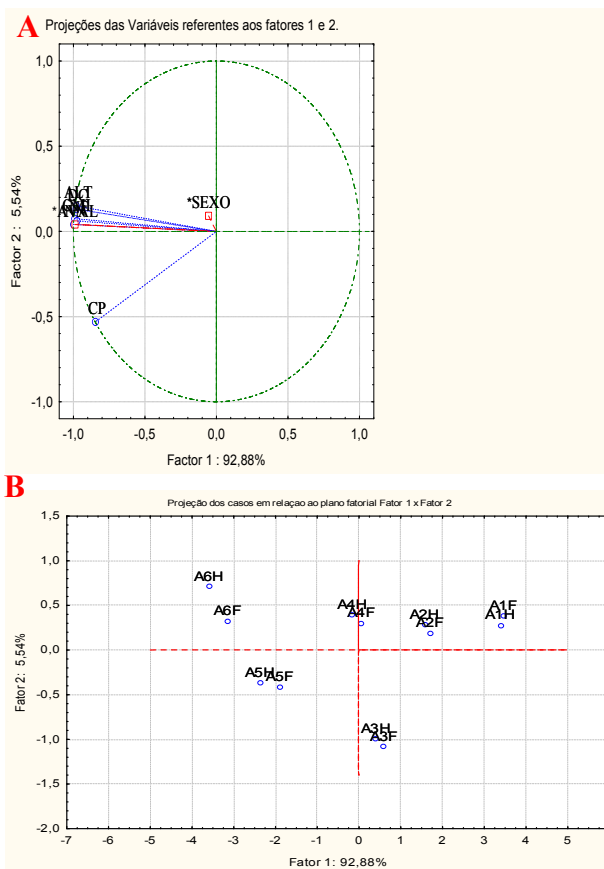 A Projeções das Variáveis referentes aos fatores 1 e 2.
1,0
0,5
ALT
*SEXO
0,0
CP
-0,5
-1,0
Factor 2 : 5,54%
-1,0 -0,5 0,0 0,5 1,0
Factor 1 : 92,88%
B
Projeção dos casos em relaçao ao plano fatorial Fator 1 x Fator 2
1,5
1,0
A6H
A6F
A4H
A4F
A2H
A2F
A1F
A1H
0,5
0,0
A5H
A5F
-0,5
A3H
A3F
-1,0
-1,5
-2,0
Fator 2: 5,54%
-7 -6 -5 -4 -3 -2 -1 0 1 2 3 4 5 6
Fator 1: 92,88%